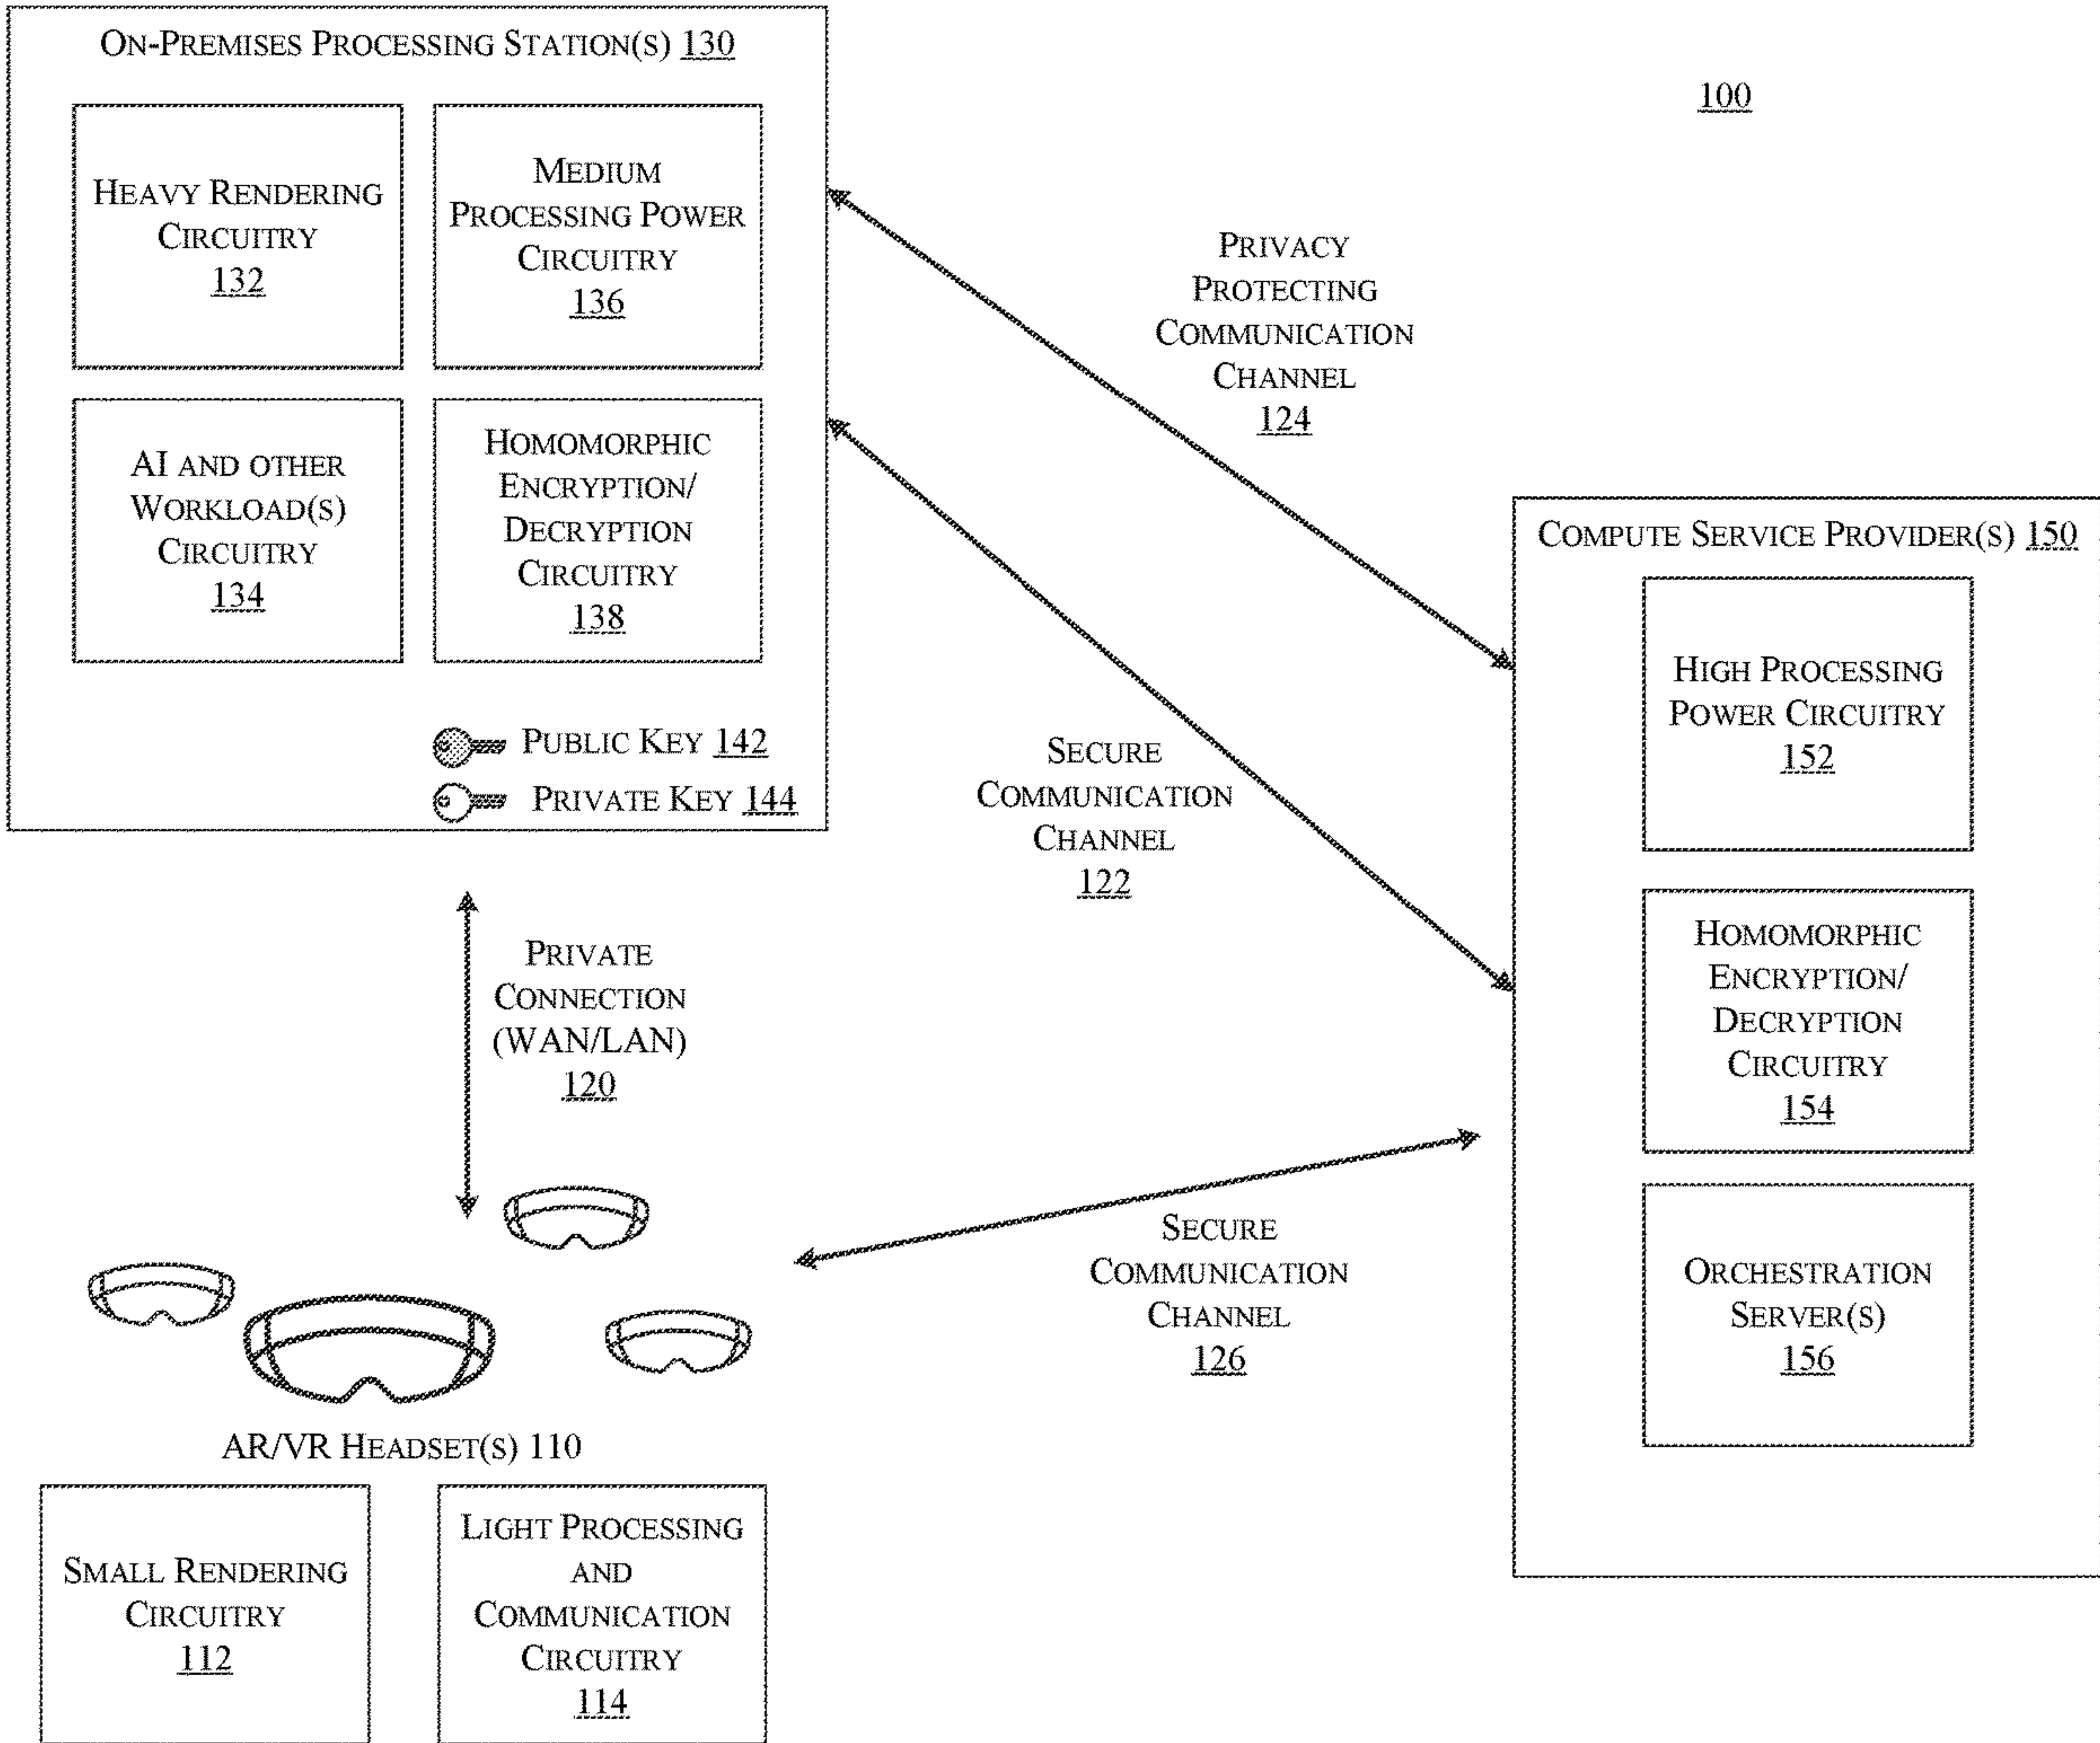 ON-PREMISES PROCESSING STATION(S) 130
HEAVY RENDERING
CIRCUITRY
132
MEDIUM
PROCESSING POWER
CIRCUITRY
136
AI AND OTHER
WORKLOAD(S)
CIRCUITRY
134
HOMOMORPHIC
ENCRYPTION/
DECRYPTION
CIRCUITRY
138
PUBLIC KEY 142
PRIVATE KEY 144
100
PRIVACY
PROTECTING
COMMUNICATION
CHANNEL
124
SECURE
COMMUNICATION
CHANNEL
122
COMPUTE SERVICE PROVIDER(S) 150
HIGH PROCESSING
POWER CIRCUITRY
152
HOMOMORPHIC
ENCRYPTION/
DECRYPTION
CIRCUITRY
154
ORCHESTRATION
SERVER(S)
156
PRIVATE
CONNECTION
(WAN/LAN)
120
SECURE
COMMUNICATION
CHANNEL
126
AR/VR HEADSET(S) 110
SMALL RENDERING
CIRCUITRY
112
LIGHT PROCESSING
AND
COMMUNICATION
CIRCUITRY
114